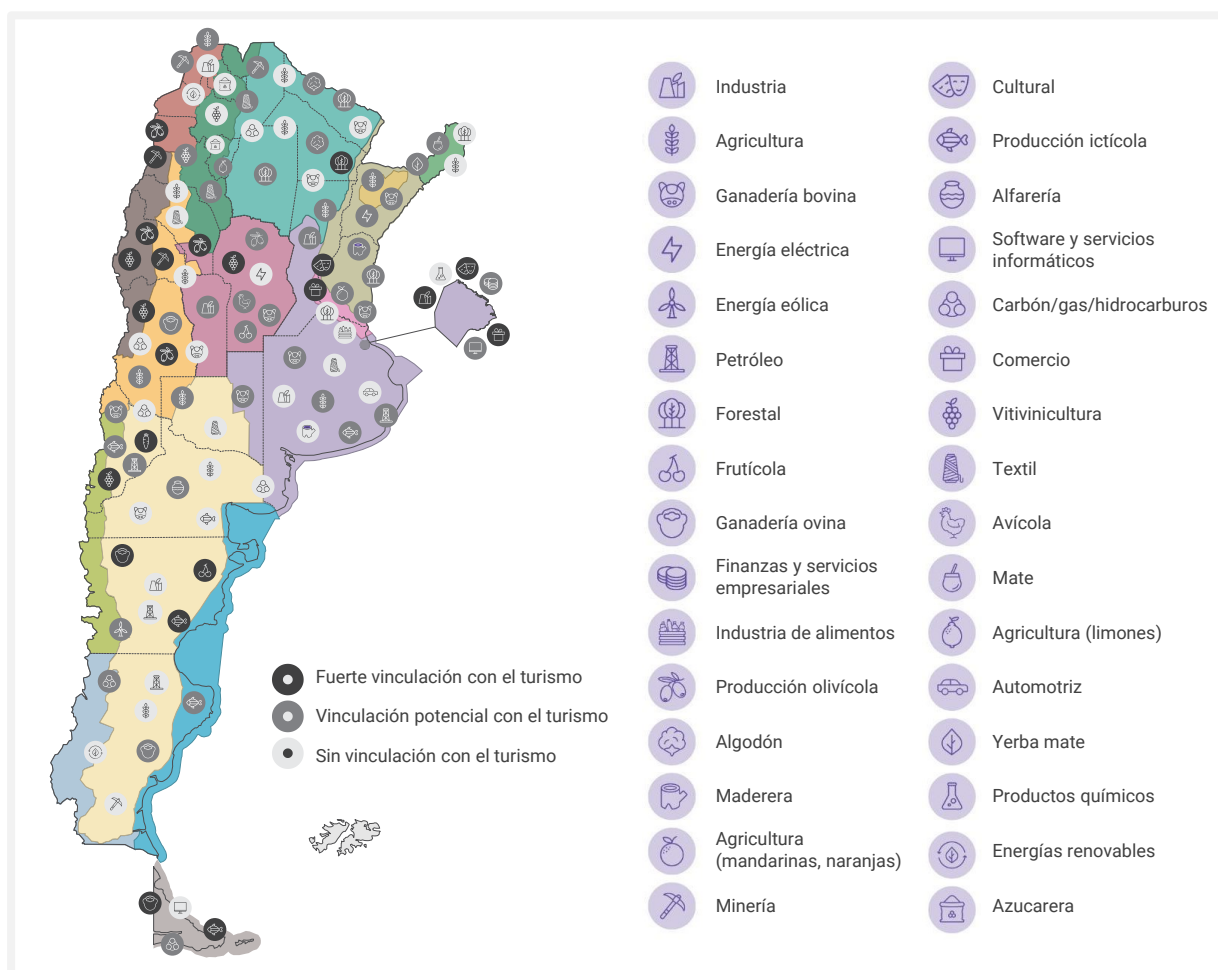 Fuerte vinculación con el turismo
Vinculación potencial con el turismo
Sin vinculación con el turismo
Industria
Agricultura
Ganadería bovina
Energía eléctrica
Energía eólica
Petróleo
Forestal
Frutícola
Ganadería ovina
Finanzas y servicios
empresariales
Industria de alimentos
Producción olivícola
Algodón
Maderera
Agricultura
(mandarinas, naranjas)
Minería
Cultural
Producción ictícola
Alfarería
Software y servicios
informáticos
Carbón/gas/hidrocarburos
Comercio
Vitivinicultura
Textil
Avícola
Mate
Agricultura (limones)
Automotriz
Yerba mate
Productos químicos
Energías renovables
Azucarera